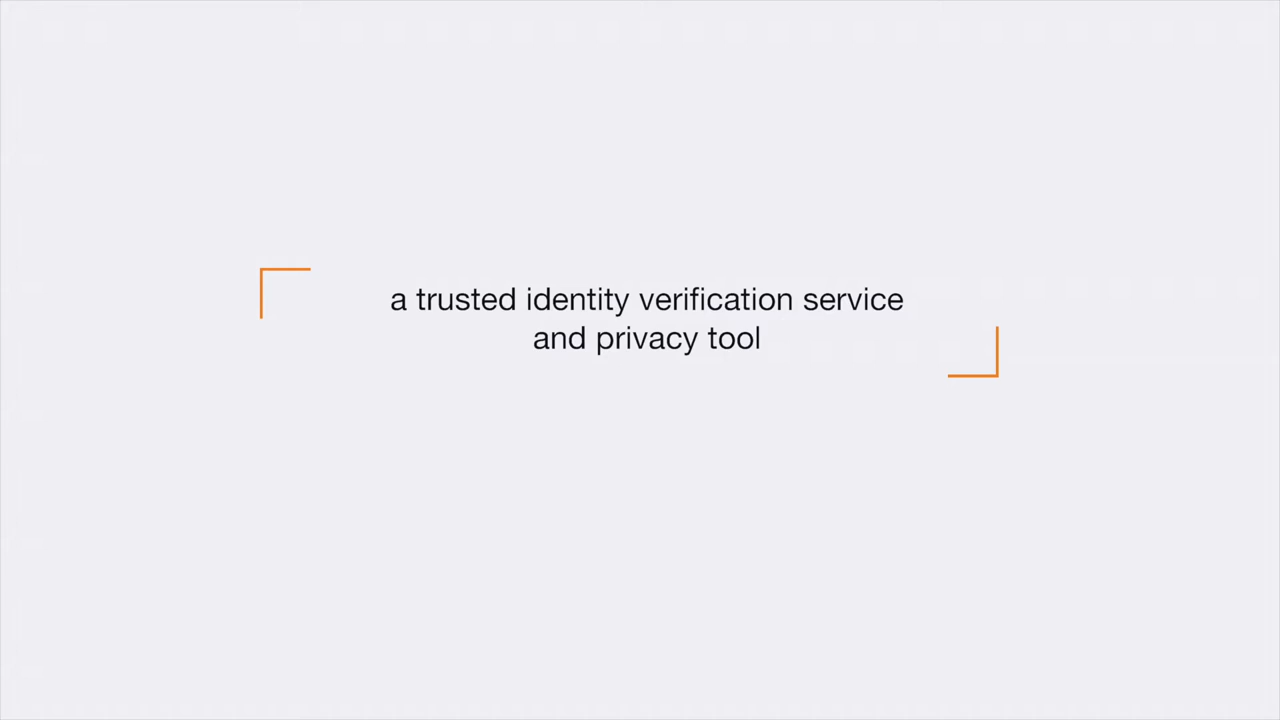 a trusted identity verification service
and privacy tool